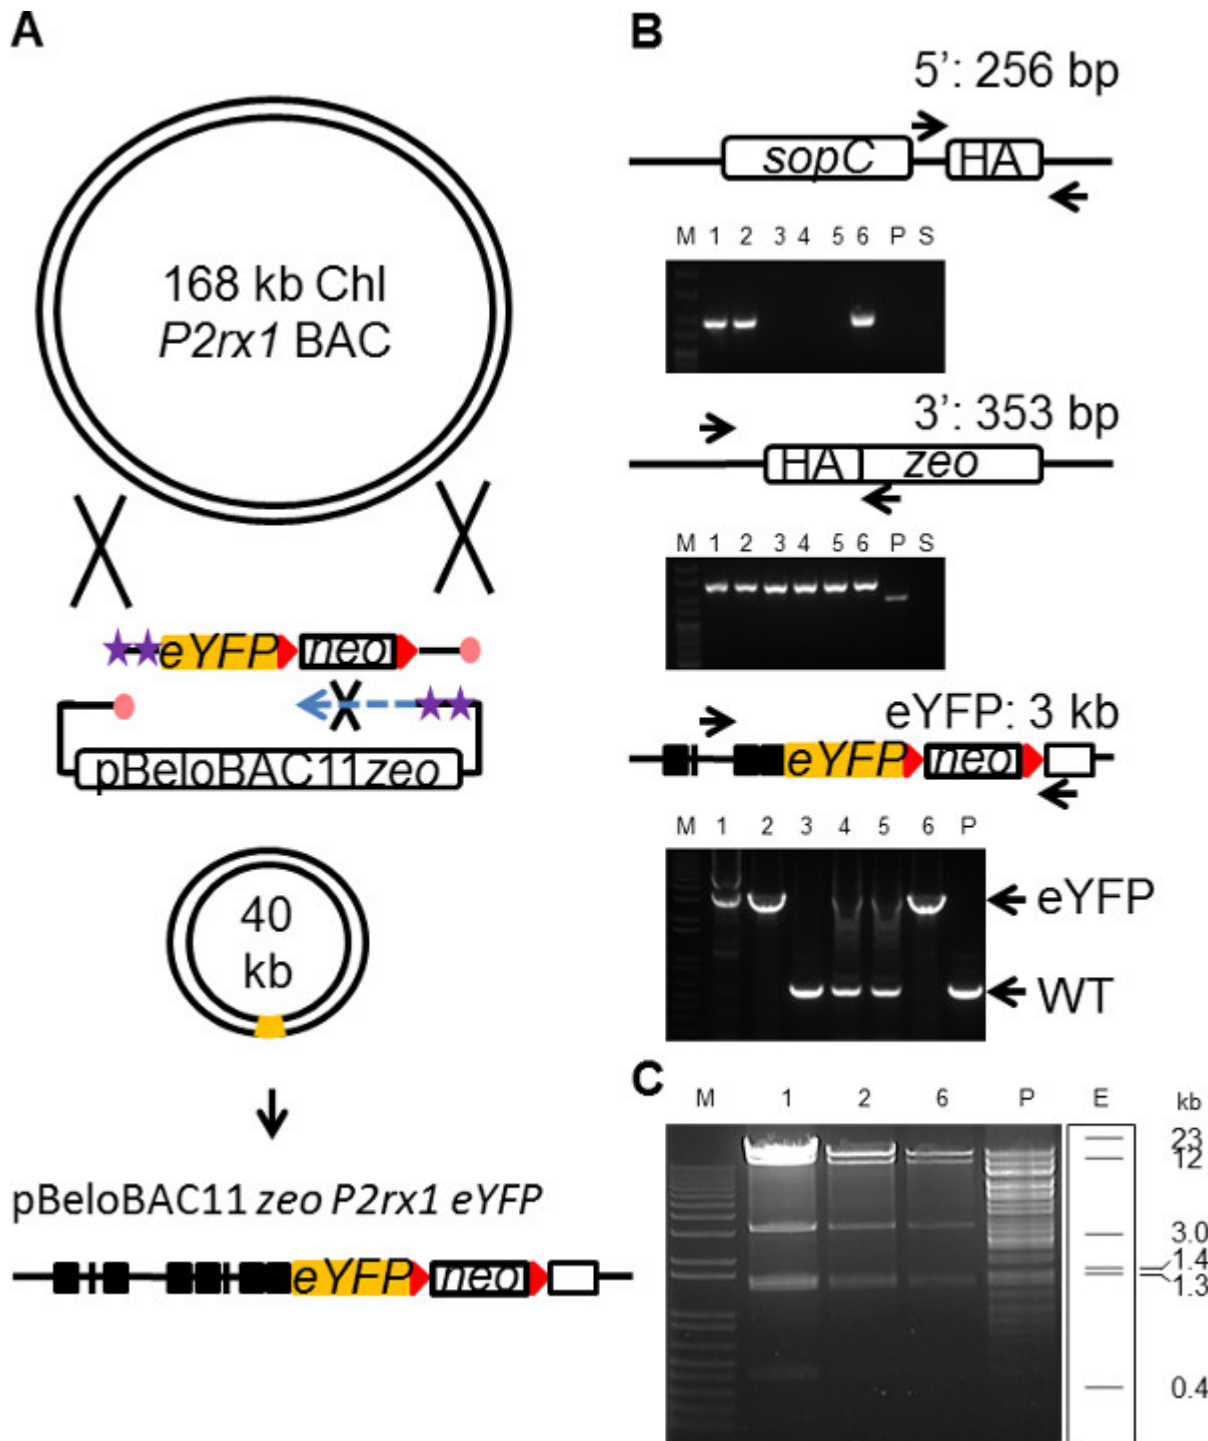 A
168 kb Chl
P2rx1 BAC
eYFP neo
pBeloBAC11zeo
40
kb
pBeloBAC11 zeo P2rx1 eYFP
eYFP neo
B
5’: 256 bp
sopC HA
M 1 2 3 4 5 6 P S
3’: 353 bp
HA zeo
M 1 2 3 4 5 6 P S
eYFP: 3 kb
eYFP neo
M 1 2 3 4 5 6 P
eYFP
WT
C
M 1 2 6 P E kb
23
12
3.0
1.4
1.3
0.4